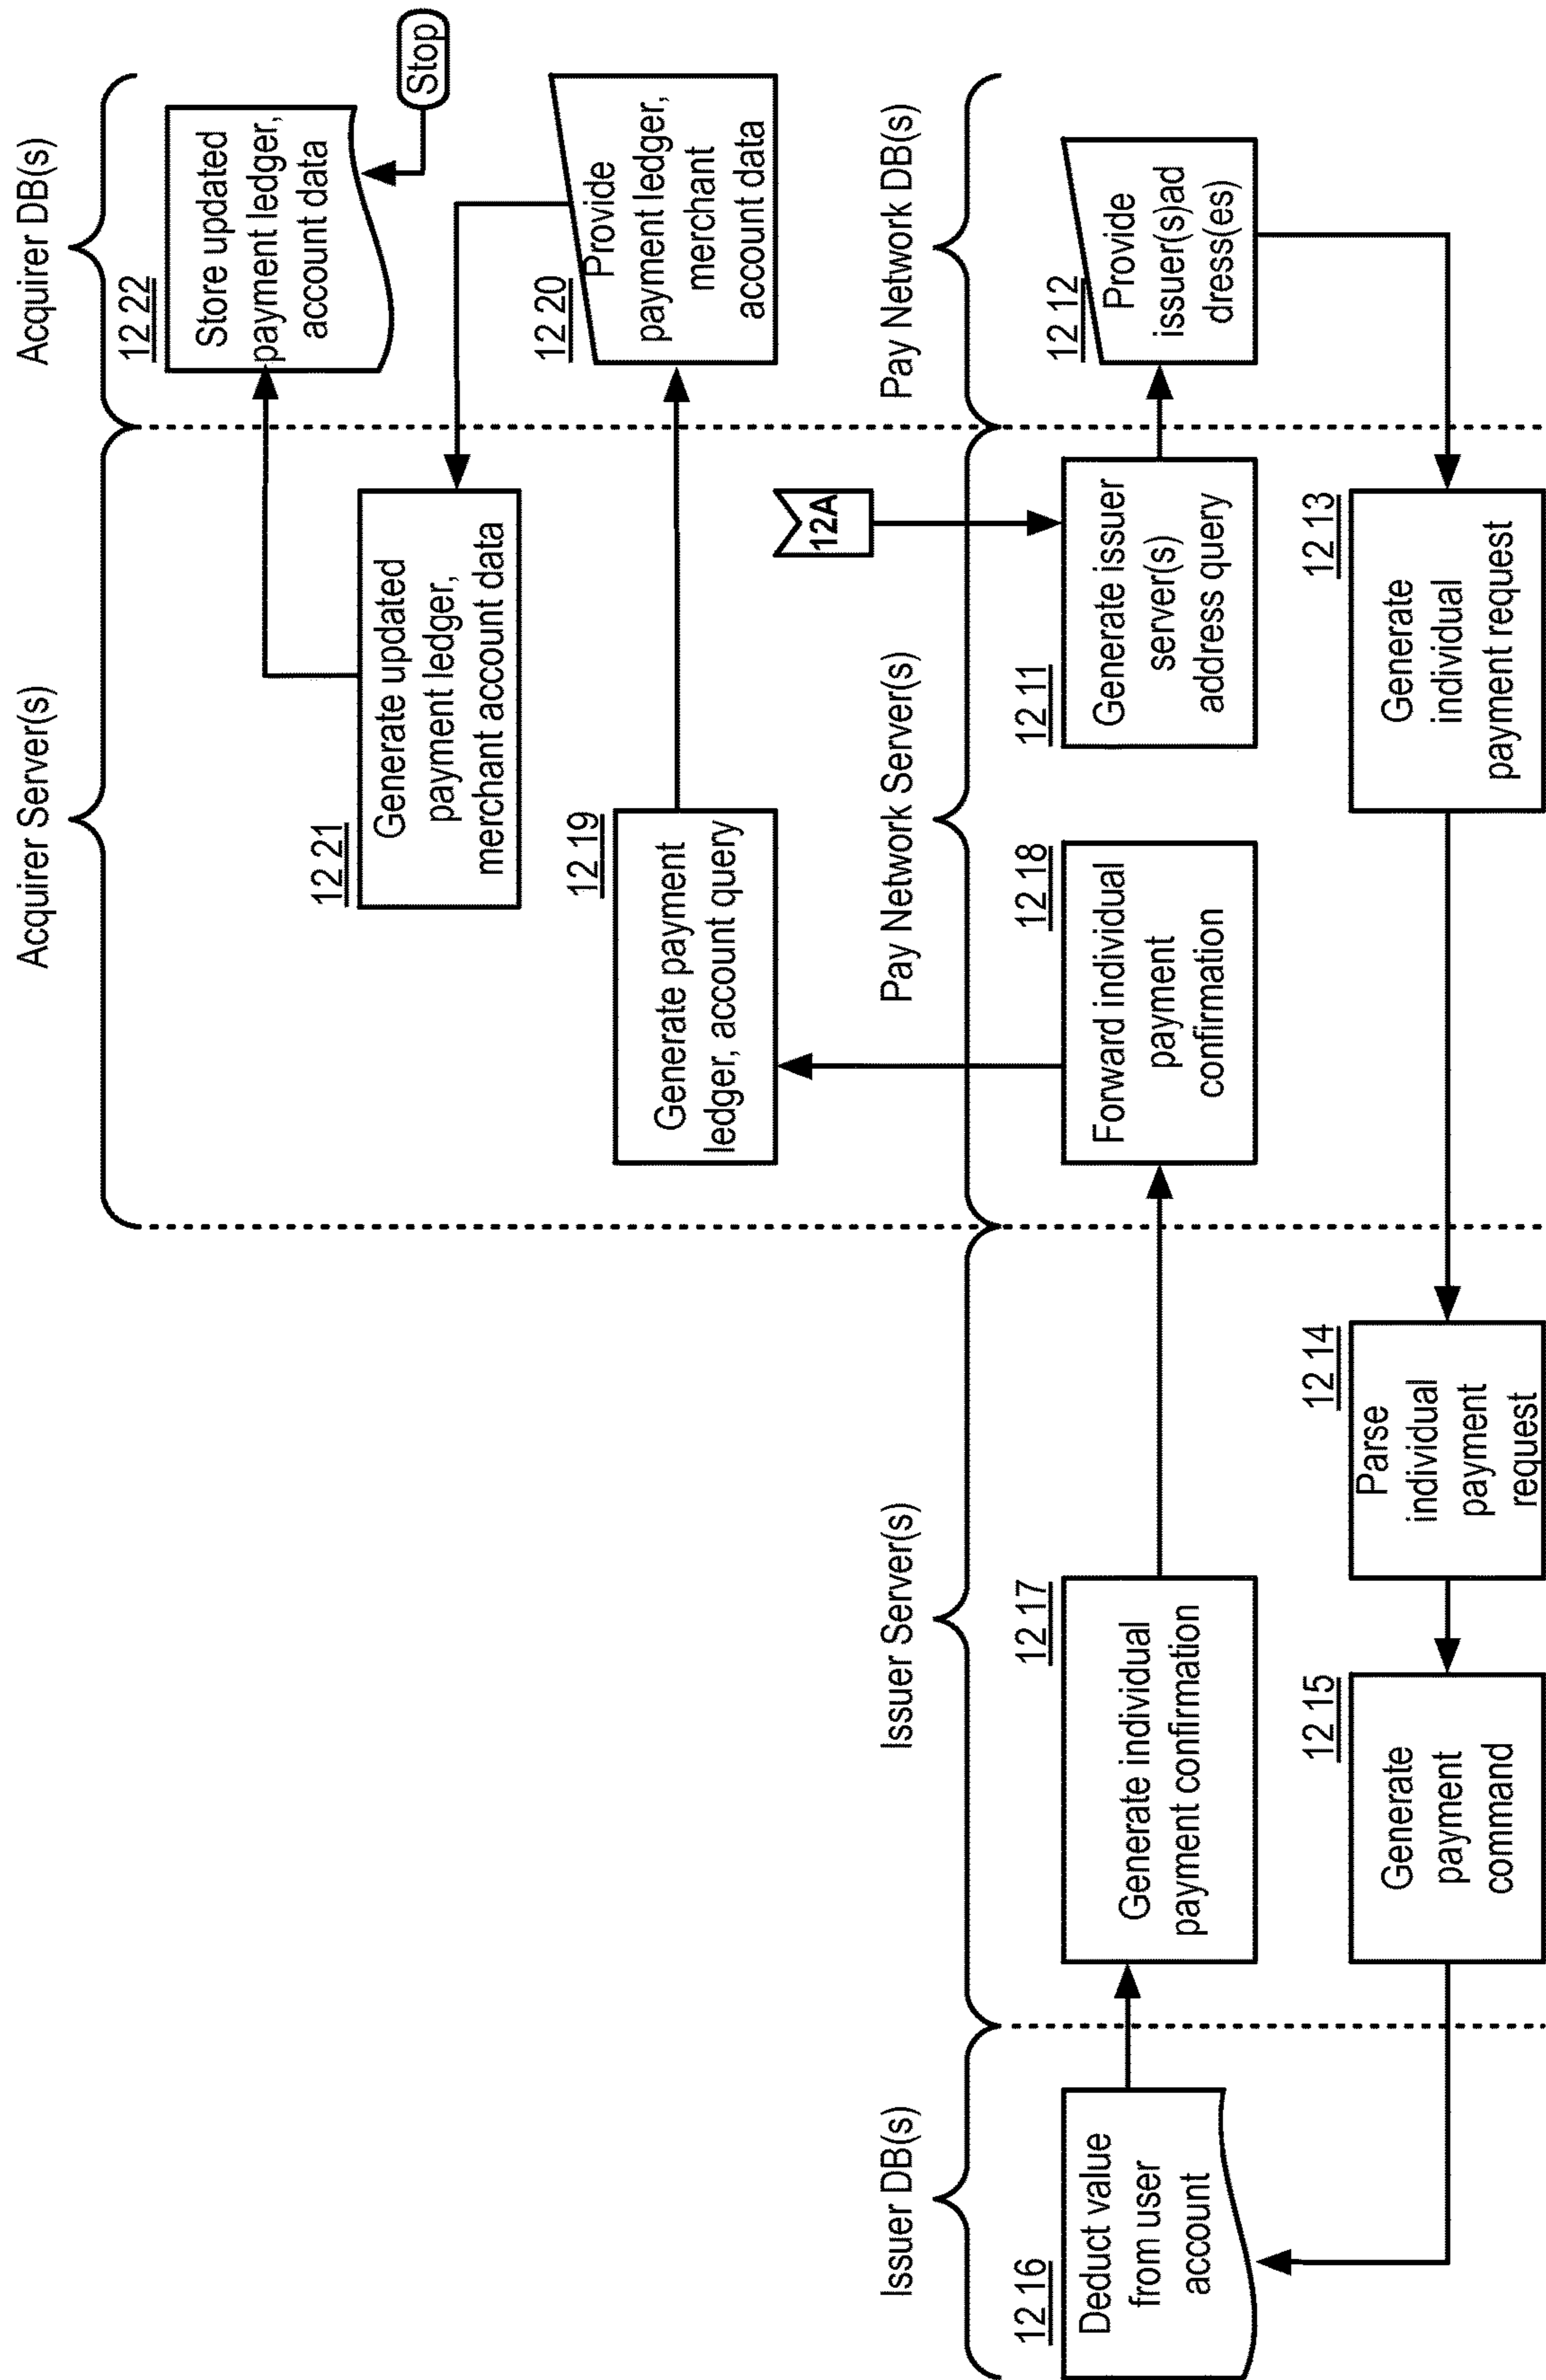 Acquirer Server(s)
Acquirer DB(s)
12 21
Generate updated
payment ledger,
merchant account data
12 22
Store updated
payment ledger,
account data
Stop
12 19
Generate payment
ledger, account query
12 20
Provide
payment ledger,
merchant
account data
12A
Issuer DB(s)
Issuer Server(s)
Pay Network Server(s)
Pay Network DB(s)
12 16
Deduct value
from user
account
12 17
Generate individual
payment confirmation
12 18
Forward individual
payment
confirmation
12 11
Generate issuer
server(s)
address query
12 12
Provide
issuer(s)ad
dress(es)
12 15
Generate
payment
command
12 14
Parse
individual
payment
request
12 13
Generate
individual
payment request